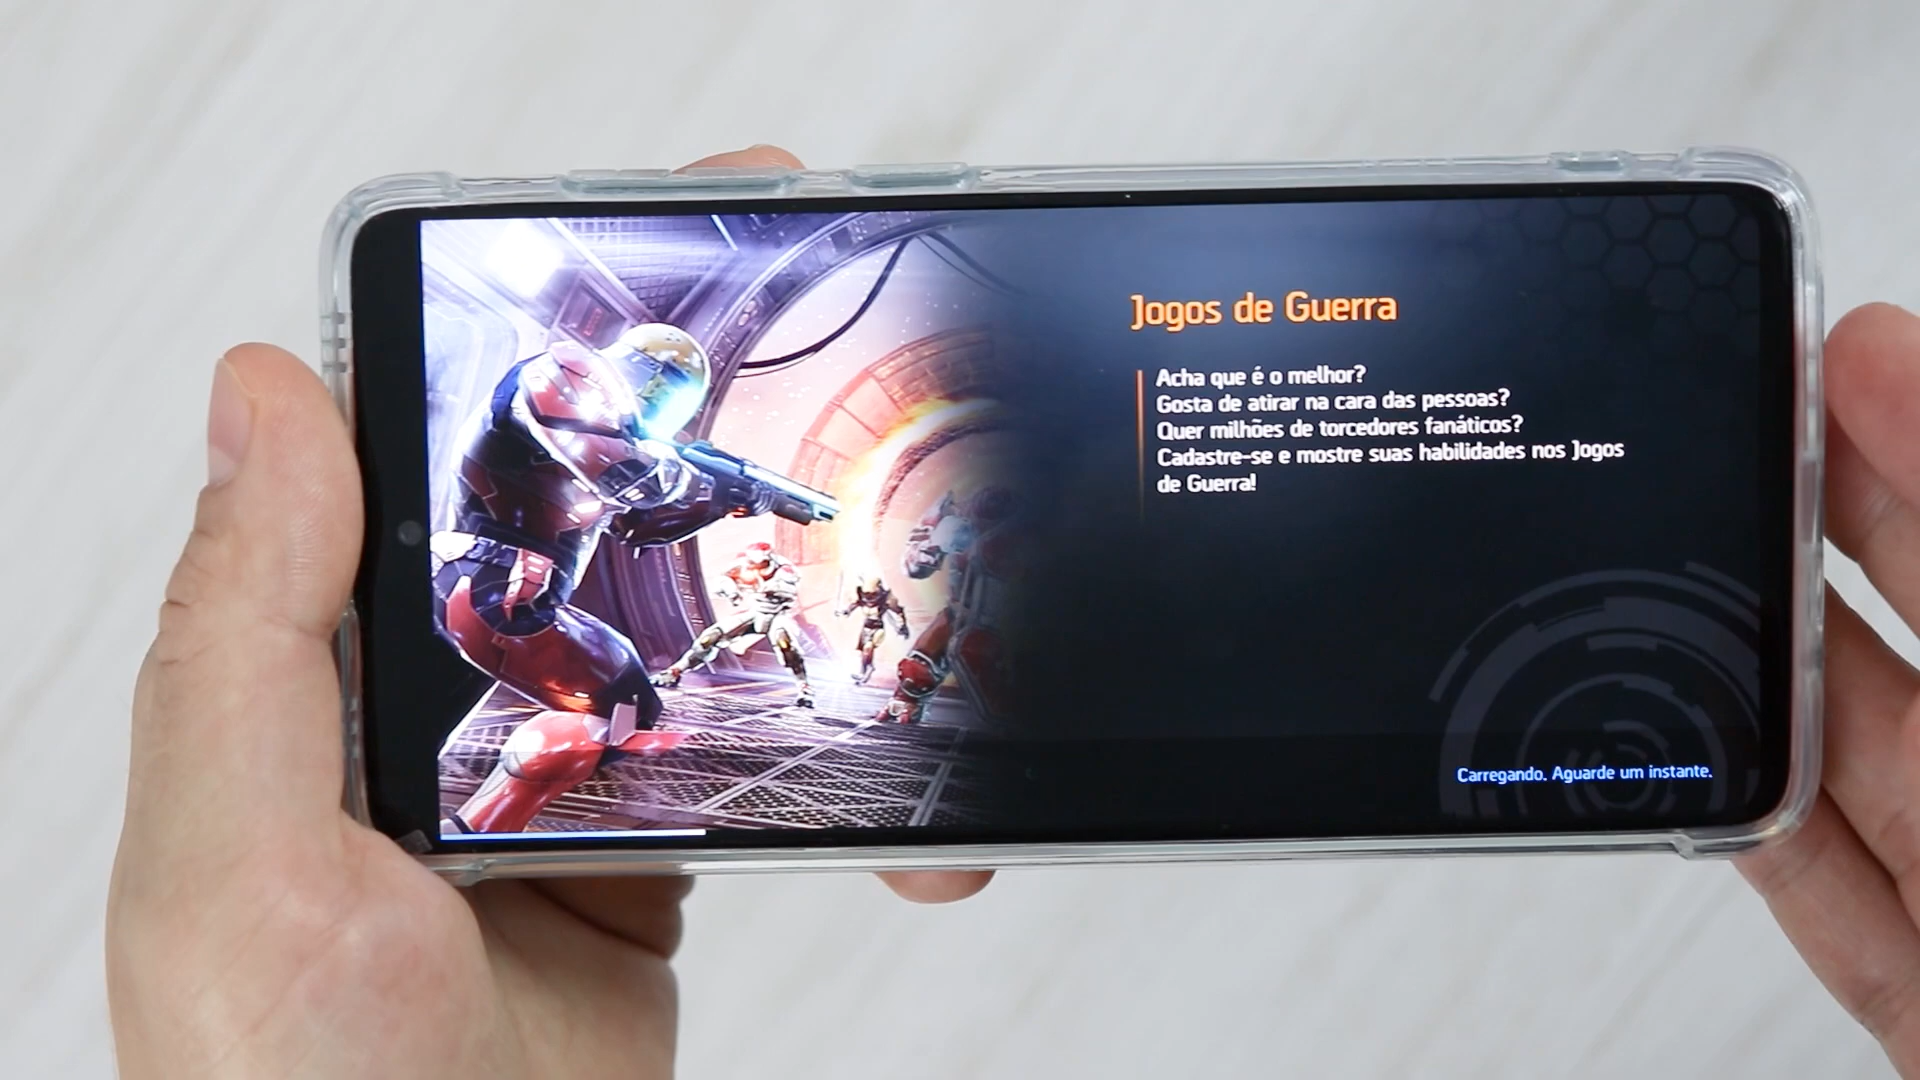 Jogos de Guerra
Acha que é o melhor?
Gosta de atirar na cara das pessoas?
Quer milhões de torcedores fanáticos?
Cadastre-se e mostre suas habilidades nos Jogos
de Guerra!
Carregando. Aguarde um instante.